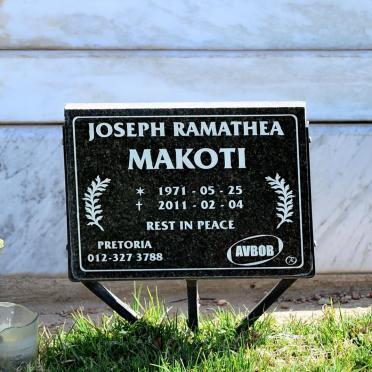 JOSEPH RAMATHEA
MAKOTI
* 1971 - 05 - 25
† 2011 - 02 - 04
REST IN PEACE
PRETORIA
012-327 3788
AVBOB